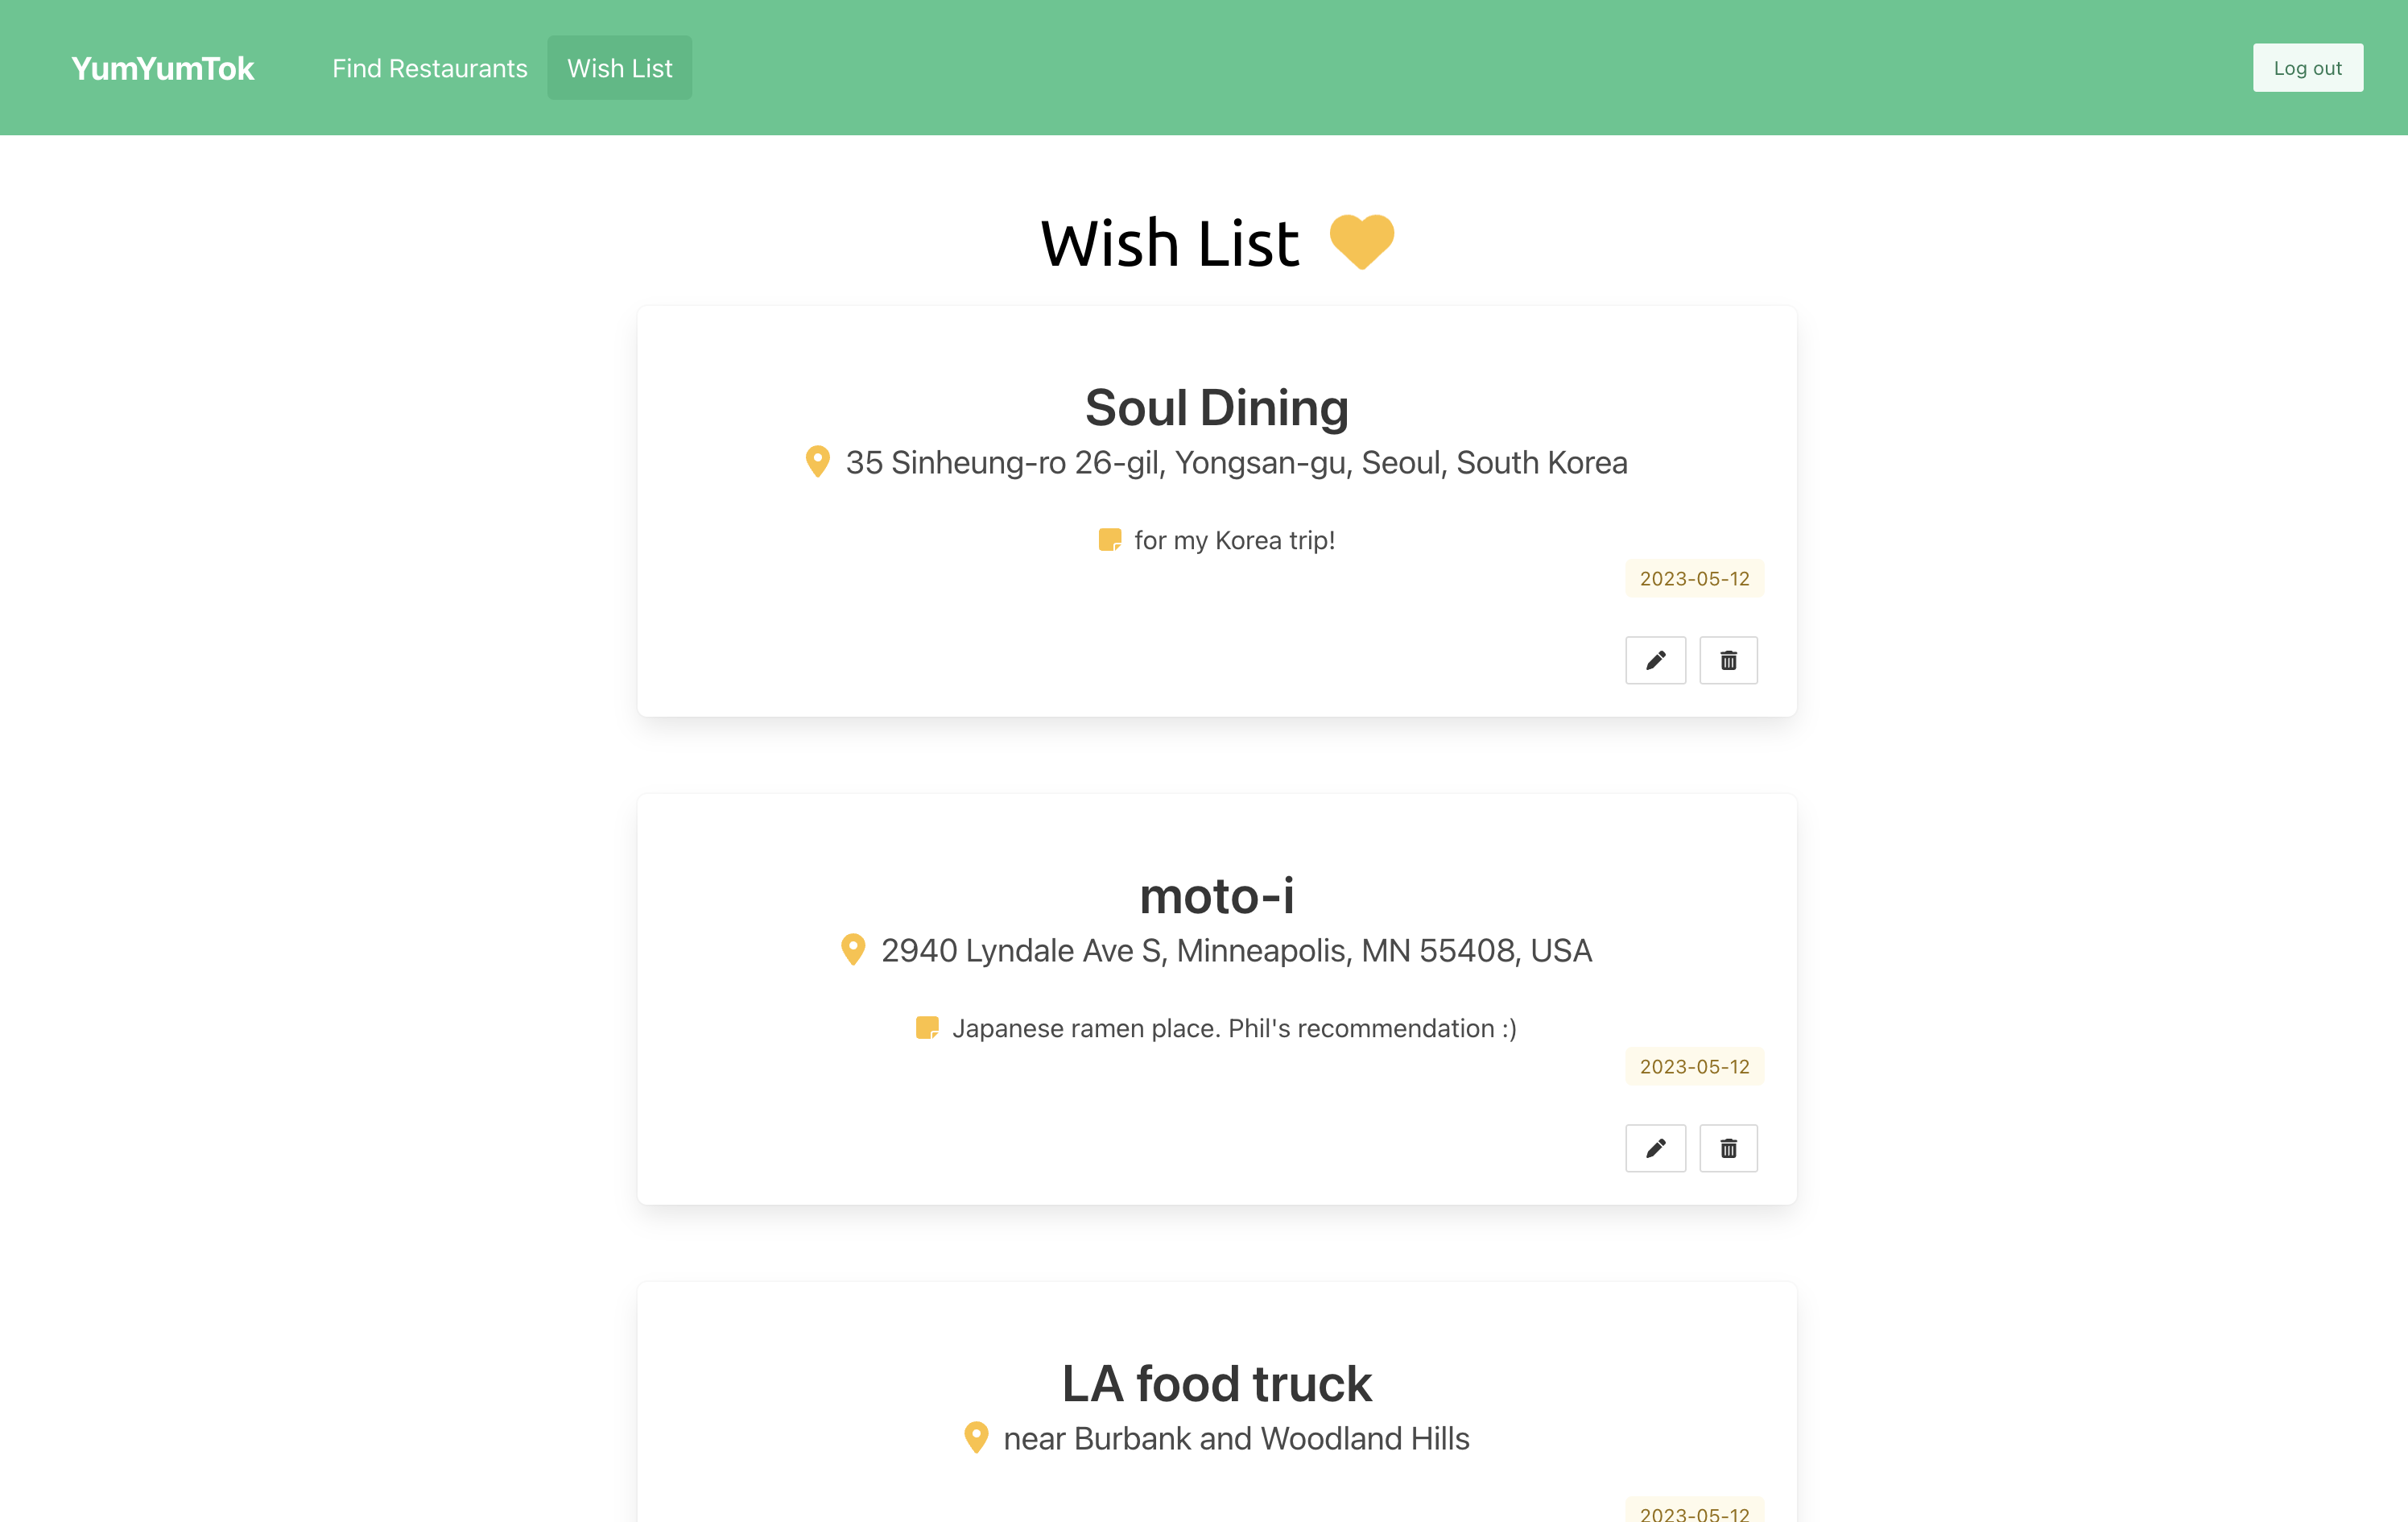 YumYumTok
Find Restaurants
Wish List
Log out
Wish List
Soul Dining
35 Sinheung-ro 26-gil, Yongsan-gu, Seoul, South Korea
for my Korea trip!
2023-05-12
moto-i
2940 Lyndale Ave S, Minneapolis, MN 55408, USA
Japanese ramen place. Phil's recommendation :)
2023-05-12
LA food truck
near Burbank and Woodland Hills
2023-05-12